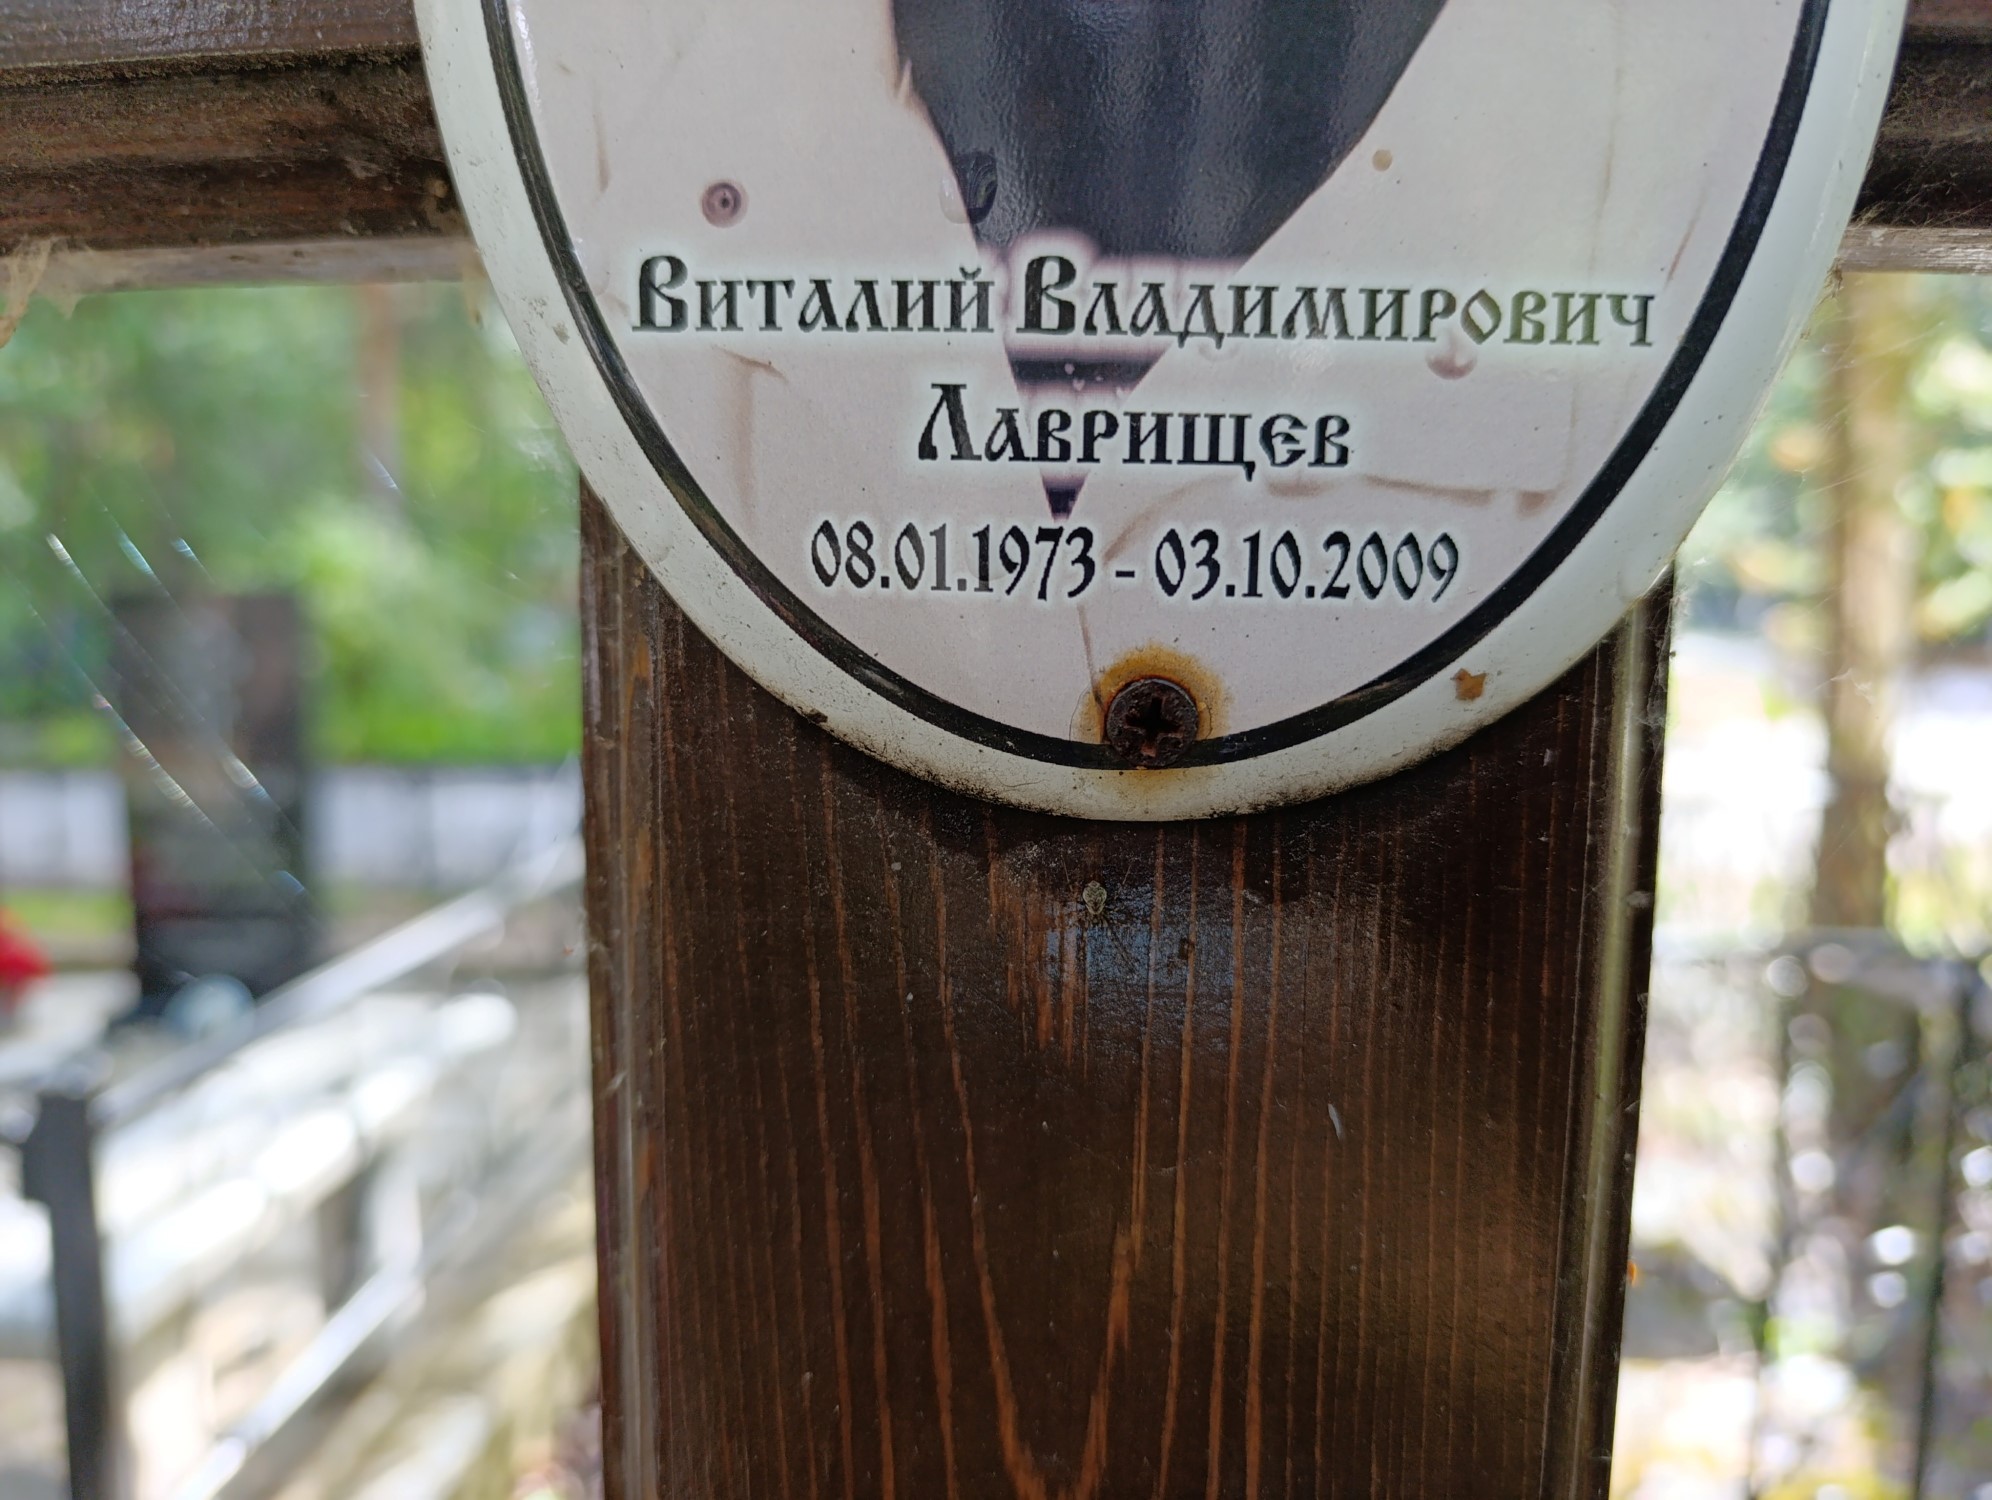 Виталий Владимирович
Лаврищев
08.01.1973 - 03.10.2009